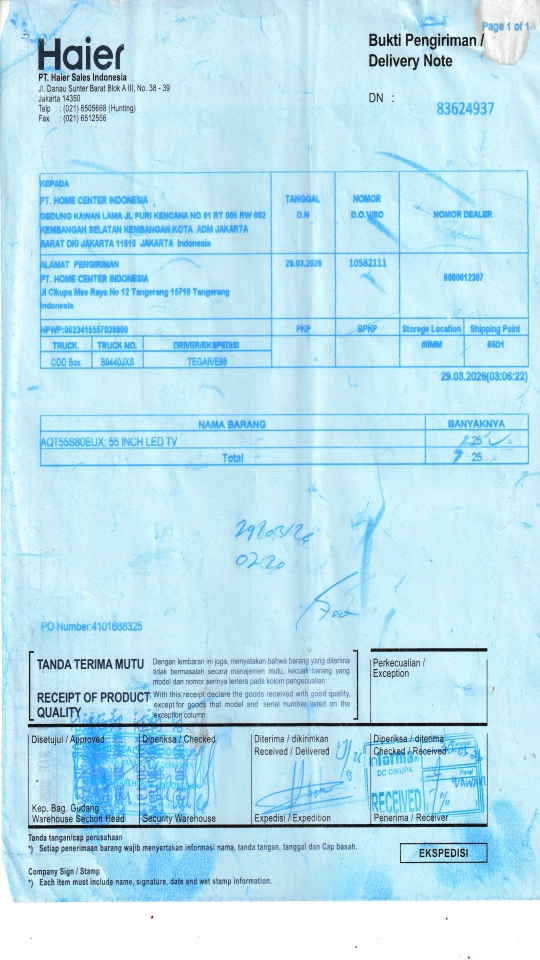 Page 1 of 1
Haier
PT. Haier Sales Indonesia
Jl. Danau Sunter Barat Blok A III, No. 38 - 39
Jakarta 14350
Telp : (021) 6505668 (Hunting)
Fax : (021) 6512556
Bukti Pengiriman /
Delivery Note
DN :
83624937
KEPADA
PT. HOME CENTER INDONESIA
GEDUNG KAWAN LAMA JL PURI KENCANA NO 01 RT 005 RW 002
KEMBANGAN SELATAN KEMBANGAN KOTA ADM JAKARTA
BARAT DKI JAKARTA 11610 JAKARTA Indonesia
TANGGAL
D.N
NOMOR
D.O./SO
NOMOR DEALER
ALAMAT PENGIRIMAN
PT. HOME CENTER INDONESIA
Jl Cikupa Mas Raya No 12 Tangerang 15710 Tangerang
Indonesia
29.03.2026
10582111
NPWP:
PKP
BPKP
Storege Location
Shipping Point
TRUCK.
TRUCK NO.
DRIVER/EKSPEDISI
CDD Box
B9440JXS
29.03.2026(03:06:22)
NAMA BARANG
BANYAKNYA
AQT55S80EUX; 55 INCH LED TV
25
Total
25
29/03/26
PO Number:4101668325
TANDA TERIMA MUTU
Dengan lembaran ini juga, menyatakan bahwa barang yang diterima
tidak bermasalah secara manajemen mutu, kecuali barang yang
model dan nomor serinya tertera pada kolom pengecualian
RECEIPT OF PRODUCT
QUALITY
With this receipt declare the goods received with good quality,
except for goods that model and serial number listed on the
exception column
Perkecualian /
Exception
Disetujui / Approved
Diperiksa / Checked
Diterima / dikirimkan
Received / Delivered
Diperiksa / diterima
Checked / Received
informa
DC CIKUPA
RECEIVED
Kep. Bag. Gudang
Warehouse Section Head
Security Warehouse
Expedisi / Expedition
Penerima / Receiver
Tanda tangan/cap perusahaan
*) Setiap penerimaan barang wajib menyertakan informasi nama, tanda tangan, tanggal dan Cap basah.
EKSPEDISI
Company Sign / Stamp
*) Each item must include name, signature, date and wet stamp information.